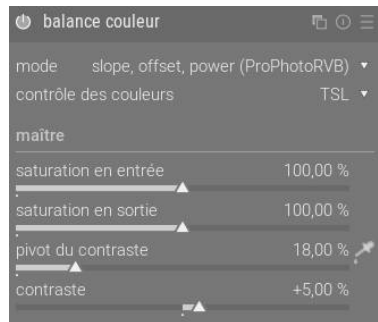 balance couleur
mode slope, offset, power (ProPhotoRVB)
contrôle des couleurs TSL
maître
saturation en entrée 100,00 %
saturation en sortie 100,00 %
pivot du contraste 18,00 %
contraste +5,00 %